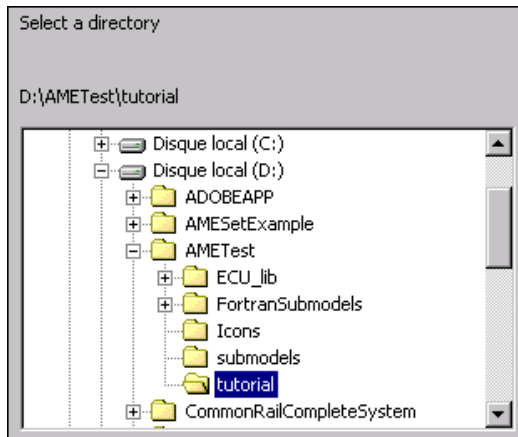 Select a directory
D:\AMETest\tutorial
Disque local (C:)
Disque local (D:)
ADOBEAPP
AMESetExample
AMETest
ECU_lib
FortranSubmodels
Icons
submodels
tutorial
CommonRailCompleteSystem